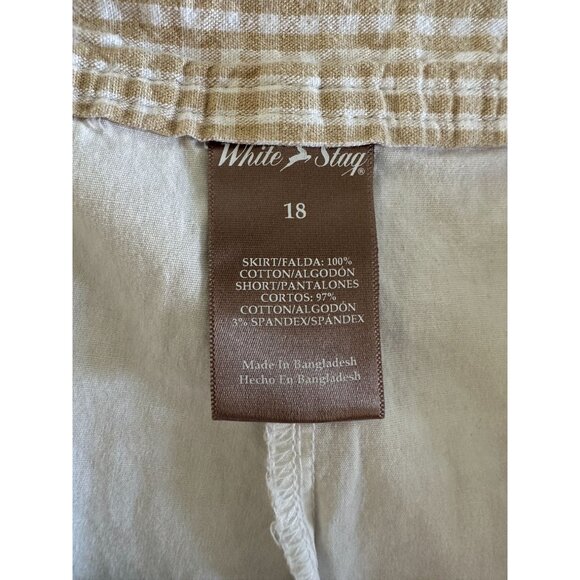 White Stag®
18
SKIRT/FALDA: 100%
COTTON/ALGODÓN
SHORT/PANTALONES
CORTOS: 97%
COTTON/ALGODÓN
3% SPANDEX/SPÁNDEX
Made In Bangladesh
Hecho En Bangladesh